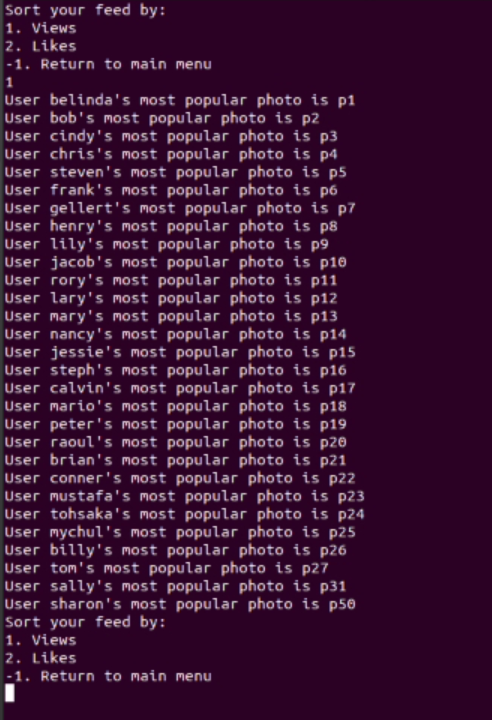 Sort your feed by:
1. Views
2. Likes
-1. Return to main menu
1
User belinda's most popular photo is p1
User bob's most popular photo is p2
User cindy's most popular photo is p3
User chris's most popular photo is p4
User steven's most popular photo is p5
User frank's most popular photo is p6
User gellert's most popular photo is p7
User henry's most popular photo is p8
User lily's most popular photo is p9
User jacob's most popular photo is p10
User rory's most popular photo is p11
User lary's most popular photo is p12
User mary's most popular photo is p13
User nancy's most popular photo is p14
User jessie's most popular photo is p15
User steph's most popular photo is p16
User calvin's most popular photo is p17
User mario's most popular photo is p18
User peter's most popular photo is p19
User raoul's most popular photo is p20
User brian's most popular photo is p21
User conner's most popular photo is p22
User mustafa's most popular photo is p23
User tohsaka's most popular photo is p24
User mychul's most popular photo is p25
User billy's most popular photo is p26
User tom's most popular photo is p27
User sally's most popular photo is p31
User sharon's most popular photo is p50
Sort your feed by:
1. Views
2. Likes
-1. Return to main menu